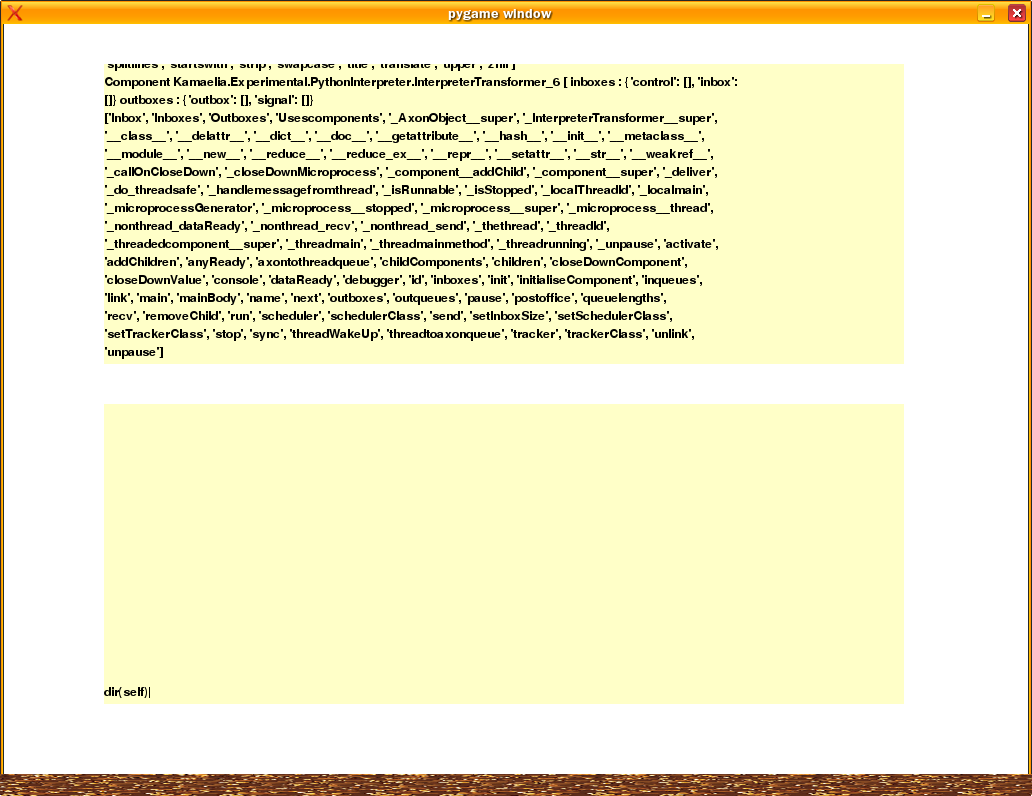 pygame window
'splitlines', 'startswith', 'strip', 'swapcase', 'title', 'translate', 'upper', 'zfill']
Component Kamaelia.Experimental.PythonInterpreter.InterpreterTransformer_6 [ inboxes : {'control': [], 'inbox':
[]} outboxes : {'outbox': [], 'signal': []}
['Inbox', 'Inboxes', 'Outboxes', 'Usescomponents', '_AxonObject__super', '_InterpreterTransformer__super',
'__class__', '__delattr__', '__dict__', '__doc__', '__getattribute__', '__hash__', '__init__', '__metaclass__',
'__module__', '__new__', '__reduce__', '__reduce_ex__', '__repr__', '__setattr__', '__str__', '__weakref__',
'_callOnCloseDown', '_closeDownMicroprocess', '_component__addChild', '_component__super', '_deliver',
'_do_threadsafe', '_handlemessagefromthread', '_isRunnable', '_isStopped', '_localThreadId', '_localmain',
'_microprocessGenerator', '_microprocess__stopped', '_microprocess__super', '_microprocess__thread',
'_nonthread_dataReady', '_nonthread_recv', '_nonthread_send', '_thethread', '_threadId',
'_threadedcomponent__super', '_threadmain', '_threadmainmethod', '_threadrunning', '_unpause', 'activate',
'addChildren', 'anyReady', 'axontothreadqueue', 'childComponents', 'children', 'closeDownComponent',
'closeDownValue', 'console', 'dataReady', 'debugger', 'id', 'inboxes', 'init', 'initialiseComponent', 'inqueues',
'link', 'main', 'mainBody', 'name', 'next', 'outboxes', 'outqueues', 'pause', 'postoffice', 'queuelengths',
'recv', 'removeChild', 'run', 'scheduler', 'schedulerClass', 'send', 'setInboxSize', 'setSchedulerClass',
'setTrackerClass', 'stop', 'sync', 'threadWakeUp', 'threadtoaxonqueue', 'tracker', 'trackerClass', 'unlink',
'unpause']
dir(self)|